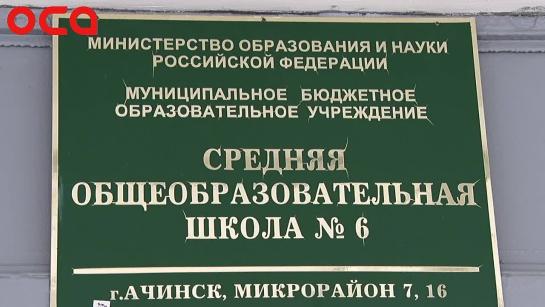 оса
МИНИСТЕРСТВО ОБРАЗОВАНИЯ И НАУКИ
РОССИЙСКОЙ ФЕДЕРАЦИИ
МУНИЦИПАЛЬНОЕ БЮДЖЕТНОЕ
ОБРАЗОВАТЕЛЬНОЕ УЧРЕЖДЕНИЕ
СРЕДНЯЯ
ОБЩЕОБРАЗОВАТЕЛЬНАЯ
ШКОЛА № 6
г.АЧИНСК, МИКРОРАЙОН 7, 16